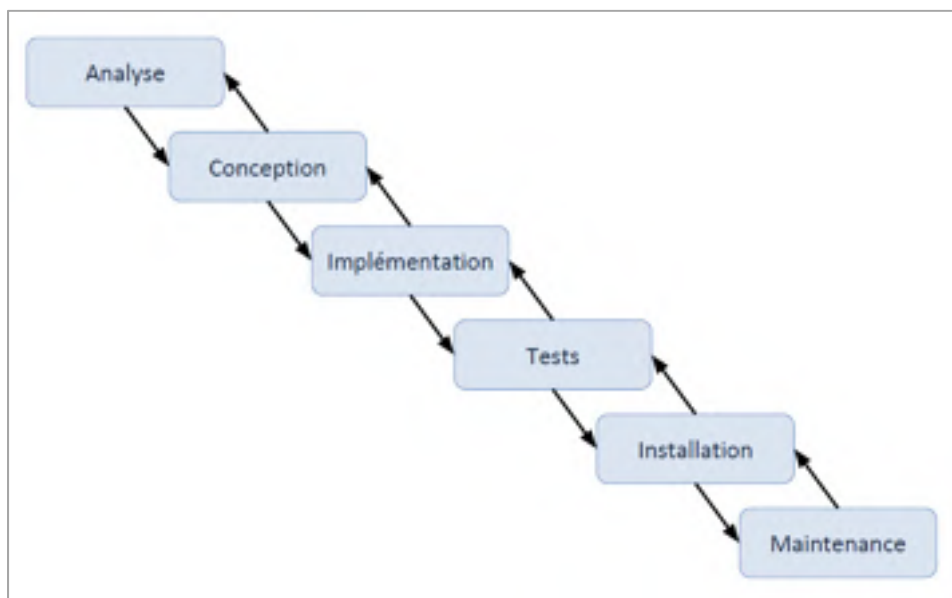 Analyse
Conception
Implémentation
Tests
Installation
Maintenance